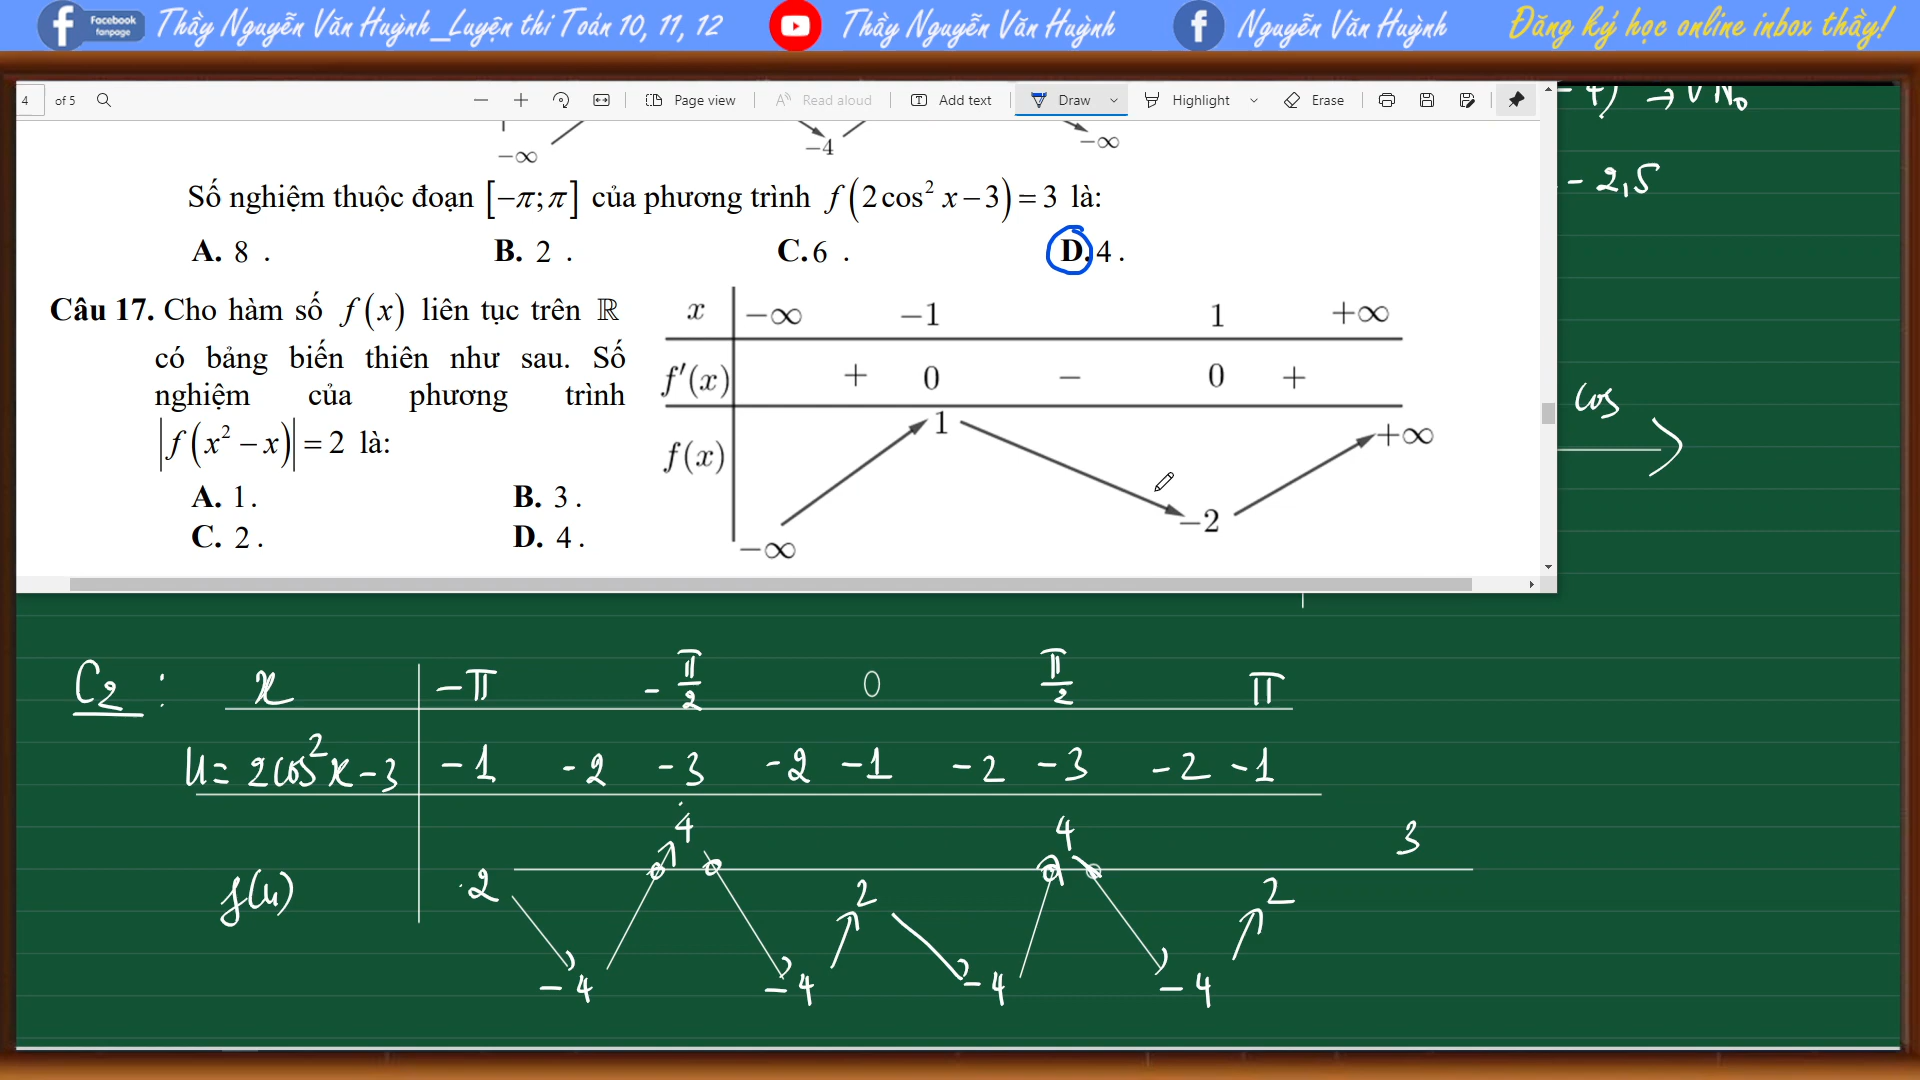 Facebook fanpage Thầy Nguyễn Văn Huỳnh_Luyện thi Toán 10, 11, 12 Thầy Nguyễn Văn Huỳnh Nguyễn Văn Huỳnh Đăng ký học online inbox thầy!
4 of 5 Page view Read aloud Add text Draw Highlight Erase
−∞ −4 −∞
- 2,5
Số nghiệm thuộc đoạn [−π;π] của phương trình f(2cos² x−3)=3 là:
A. 8 . B. 2 . C. 6 . D. 4 .
Câu 17. Cho hàm số f(x) liên tục trên ℝ
có bảng biến thiên như sau. Số
nghiệm của phương trình
|f(x²−x)|=2 là:
A. 1. B. 3.
C. 2. D. 4.
x −∞ −1 1 +∞
f′(x) + 0 − 0 +
f(x) 1 +∞
−2
−∞
cos
C2 : x −π −π/2 0 π/2 π
u= 2cos²x−3 −1 −2 −3 −2 −1 −2 −3 −2 −1
4 4 3
f(u) 2 2 2
−4 −4 −4 −4